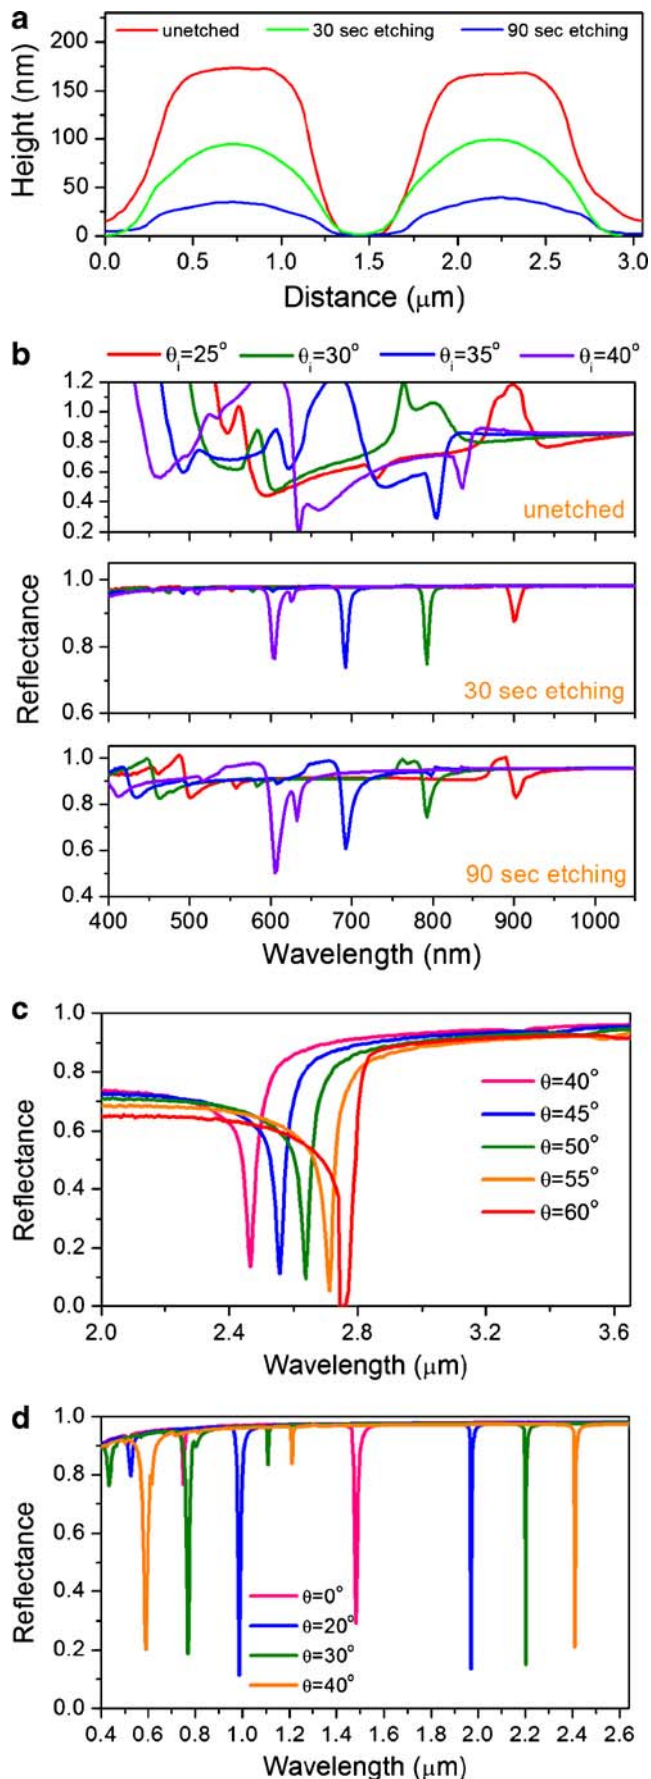 a
unetched 30 sec etching 90 sec etching
200
150
100
50
0
Height (nm)
0.0 0.5 1.0 1.5 2.0 2.5 3.0
Distance (μm)
b
θi=25° θi=30° θi=35° θi=40°
1.2
1.0
0.8
0.6
0.4
0.2
unetched
1.0
0.8
0.6
30 sec etching
Reflectance
1.0
0.8
0.6
0.4
90 sec etching
400 500 600 700 800 900 1000
Wavelength (nm)
c
1.0
0.8
0.6
0.4
0.2
0.0
Reflectance
θ=40°
θ=45°
θ=50°
θ=55°
θ=60°
2.0 2.4 2.8 3.2 3.6
Wavelength (μm)
d
1.0
0.8
0.6
0.4
0.2
0.0
Reflectance
θ=0°
θ=20°
θ=30°
θ=40°
0.4 0.6 0.8 1.0 1.2 1.4 1.6 1.8 2.0 2.2 2.4 2.6
Wavelength (μm)